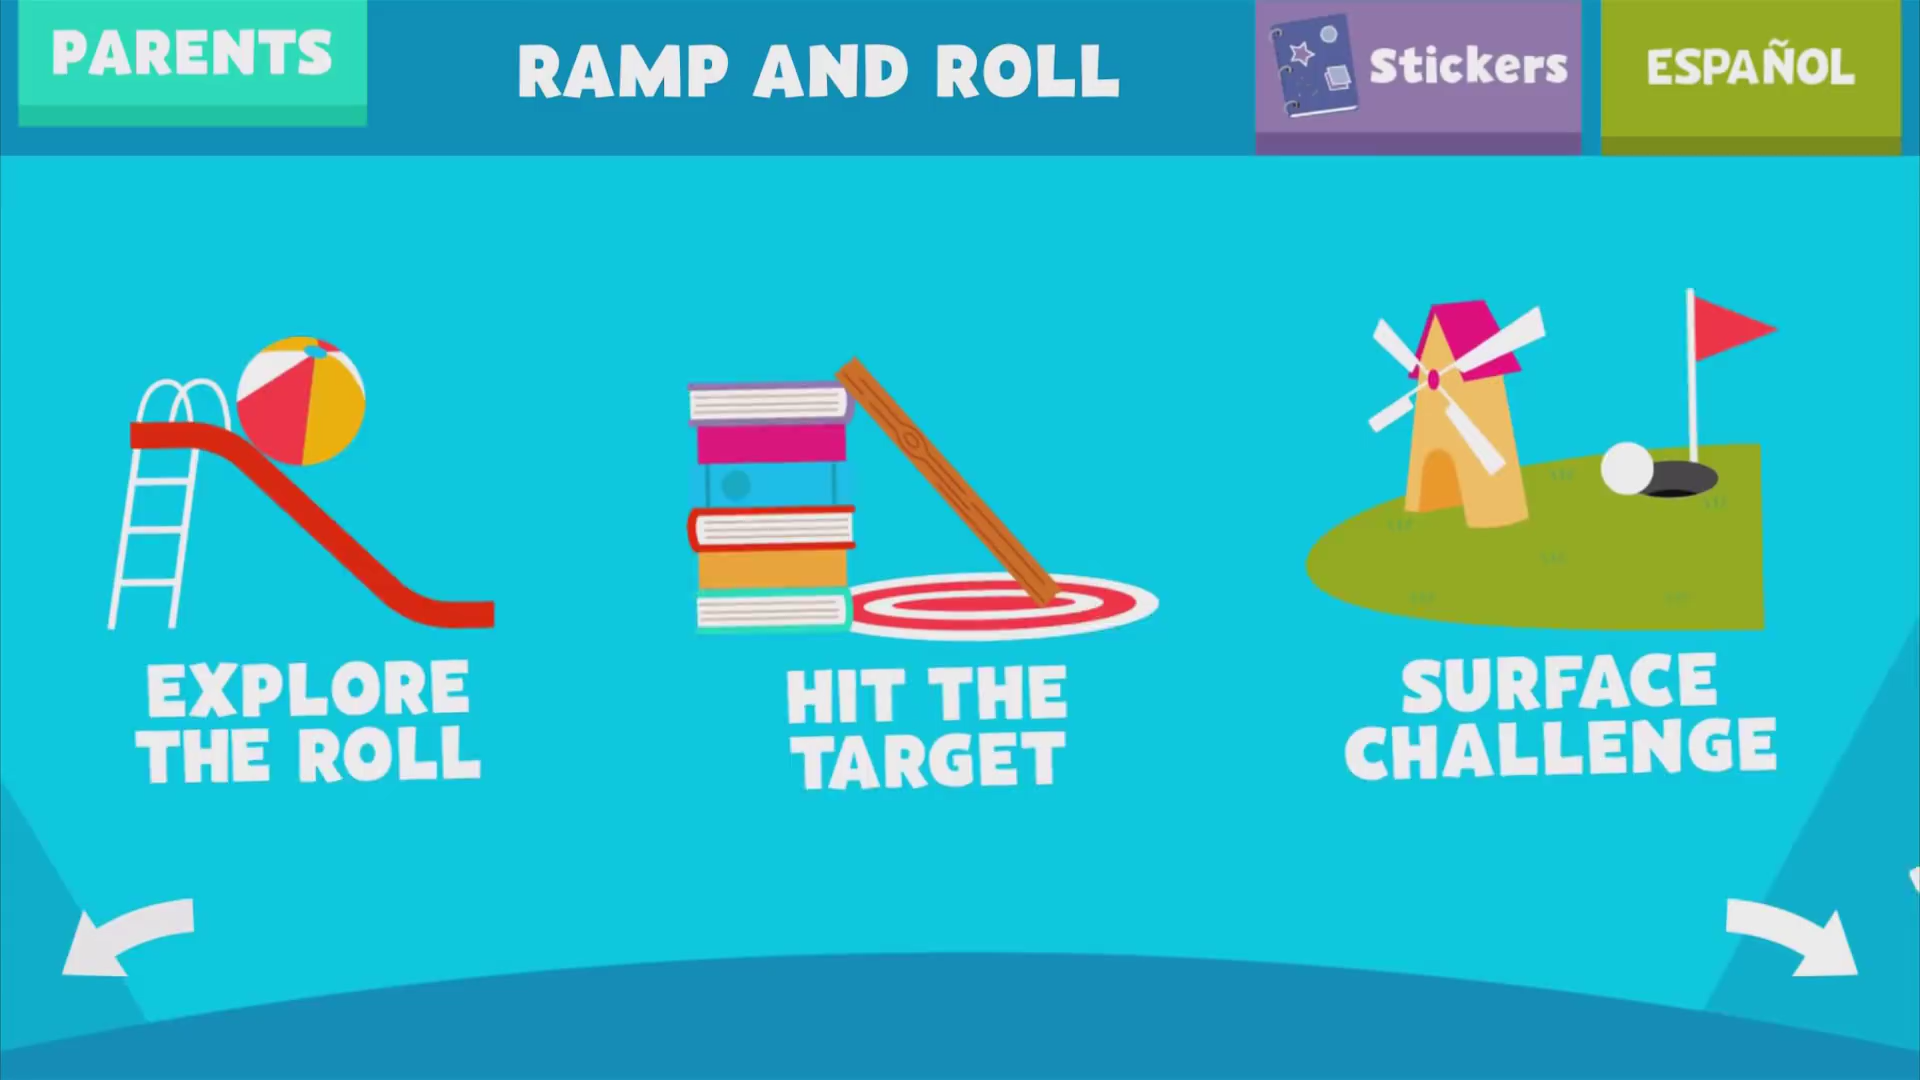 PARENTS
RAMP AND ROLL
Stickers
ESPAÑOL
EXPLORE
THE ROLL
HIT THE
TARGET
SURFACE
CHALLENGE